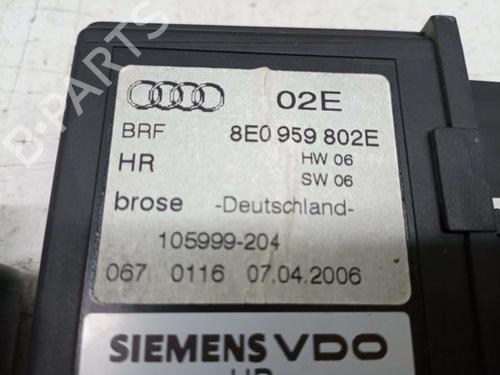 02E
BRF 8E0 959 802E
HR HW 06
SW 06
brose -Deutschland-
105999-204
067 0116 07.04.2006
SIEMENS VDO
HR
B-PARTS